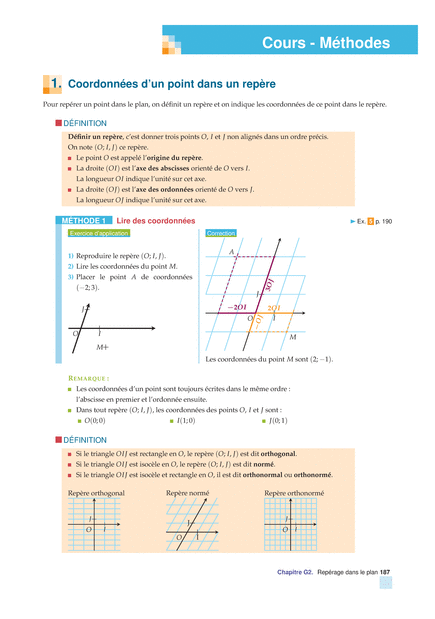 Cours - Méthodes
1. Coordonnées d'un point dans un repère
Pour repérer un point dans le plan, on définit un repère et on indique les coordonnées de ce point dans le repère.
DÉFINITION
Définir un repère, c'est donner trois points O, I et J non alignés dans un ordre précis.
On note (O; I, J) ce repère.
Le point O est appelé l'origine du repère.
La droite (OI) est l'axe des abscisses orienté de O vers I.
La longueur OI indique l'unité sur cet axe.
La droite (OJ) est l'axe des ordonnées orienté de O vers J.
La longueur OJ indique l'unité sur cet axe.
MÉTHODE 1 Lire des coordonnées
► Ex. 5 p. 190
Exercice d'application
1) Reproduire le repère (O; I, J).
2) Lire les coordonnées du point M.
3) Placer le point A de coordonnées
(−2; 3).
J
O I
M+
Correction
A
3OJ
J
−2OI 2OI
O I
−OJ
M
Les coordonnées du point M sont (2; −1).
REMARQUE :
Les coordonnées d'un point sont toujours écrites dans le même ordre :
l'abscisse en premier et l'ordonnée ensuite.
Dans tout repère (O; I, J), les coordonnées des points O, I et J sont :
O(0; 0) I(1; 0) J(0; 1)
DÉFINITION
Si le triangle OIJ est rectangle en O, le repère (O; I, J) est dit orthogonal.
Si le triangle OIJ est isocèle en O, le repère (O; I, J) est dit normé.
Si le triangle OIJ est isocèle et rectangle en O, il est dit orthonormal ou orthonormé.
Repère orthogonal Repère normé Repère orthonormé
J J J
O I O I O I
Chapitre G2. Repérage dans le plan 187